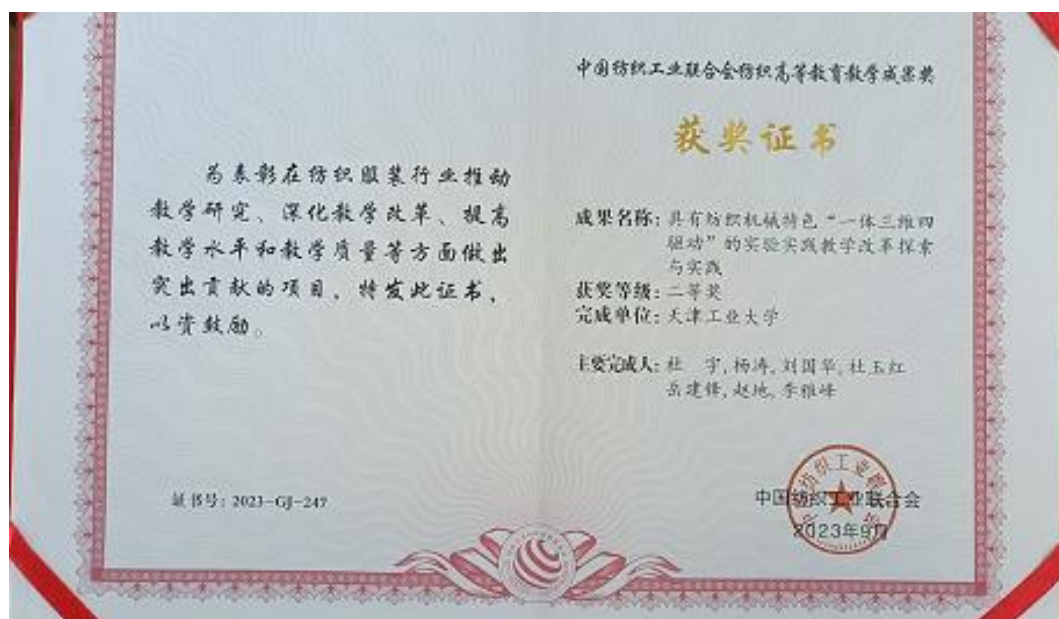 为表彰在纺织服装行业推动
教学研究、深化教学改革、提高
教学水平和教学质量等方面做出
突出贡献的项目，特发此证书，
以资鼓励。
证书号：2023-GJ-247
中国纺织工业联合会纺织高等教育教学成果奖
获奖证书
成果名称：具有纺织机械特色“一体三维四
驱动”的实验实践教学改革探索
与实践
获奖等级：二等奖
完成单位：天津工业大学
主要完成人：杜 宇，杨涛，刘国华，杜玉红
岳建锋，赵地，李雅峰
中国纺织工业联合会
2023年9月